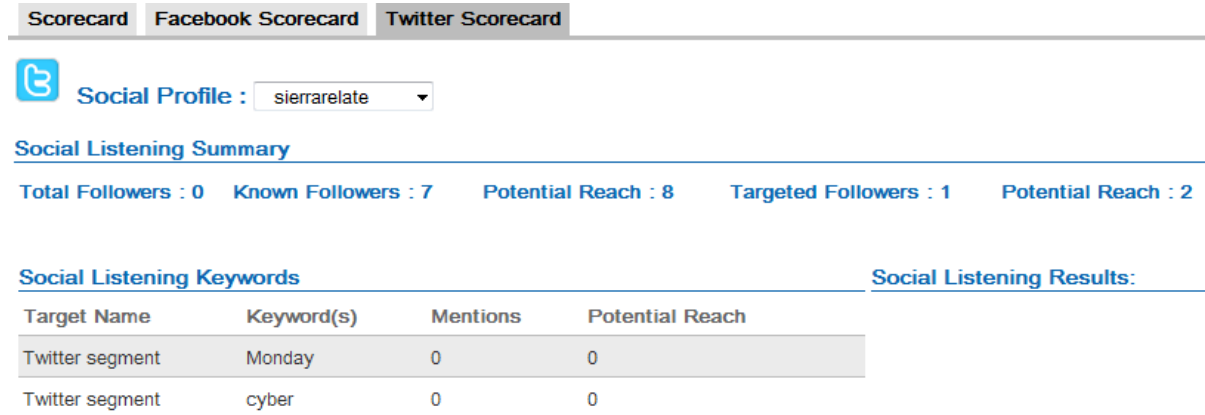 Scorecard Facebook Scorecard Twitter Scorecard
Social Profile : sierrarelate
Social Listening Summary
Total Followers : 0 Known Followers : 7 Potential Reach : 8 Targeted Followers : 1 Potential Reach : 2
Social Listening Keywords Social Listening Results:
Target Name Keyword(s) Mentions Potential Reach
Twitter segment Monday 0 0
Twitter segment cyber 0 0